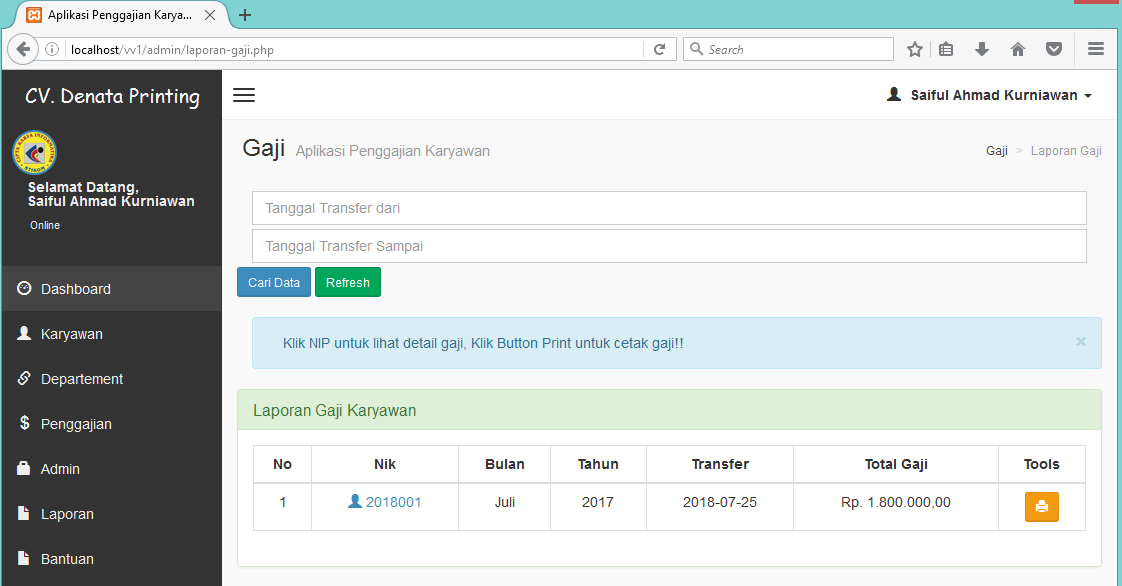 Aplikasi Penggajian Karya...
localhost/vv1/admin/laporan-gaji.php
Search
CV. Denata Printing
Saiful Ahmad Kurniawan
Selamat Datang,
Saiful Ahmad Kurniawan
Online
Dashboard
Karyawan
Departement
Penggajian
Admin
Laporan
Bantuan
Gaji Aplikasi Penggajian Karyawan
Gaji > Laporan Gaji
Tanggal Transfer dari
Tanggal Transfer Sampai
Cari Data Refresh
Klik NIP untuk lihat detail gaji, Klik Button Print untuk cetak gaji!! ×
Laporan Gaji Karyawan
No Nik Bulan Tahun Transfer Total Gaji Tools
1 2018001 Juli 2017 2018-07-25 Rp. 1.800.000,00